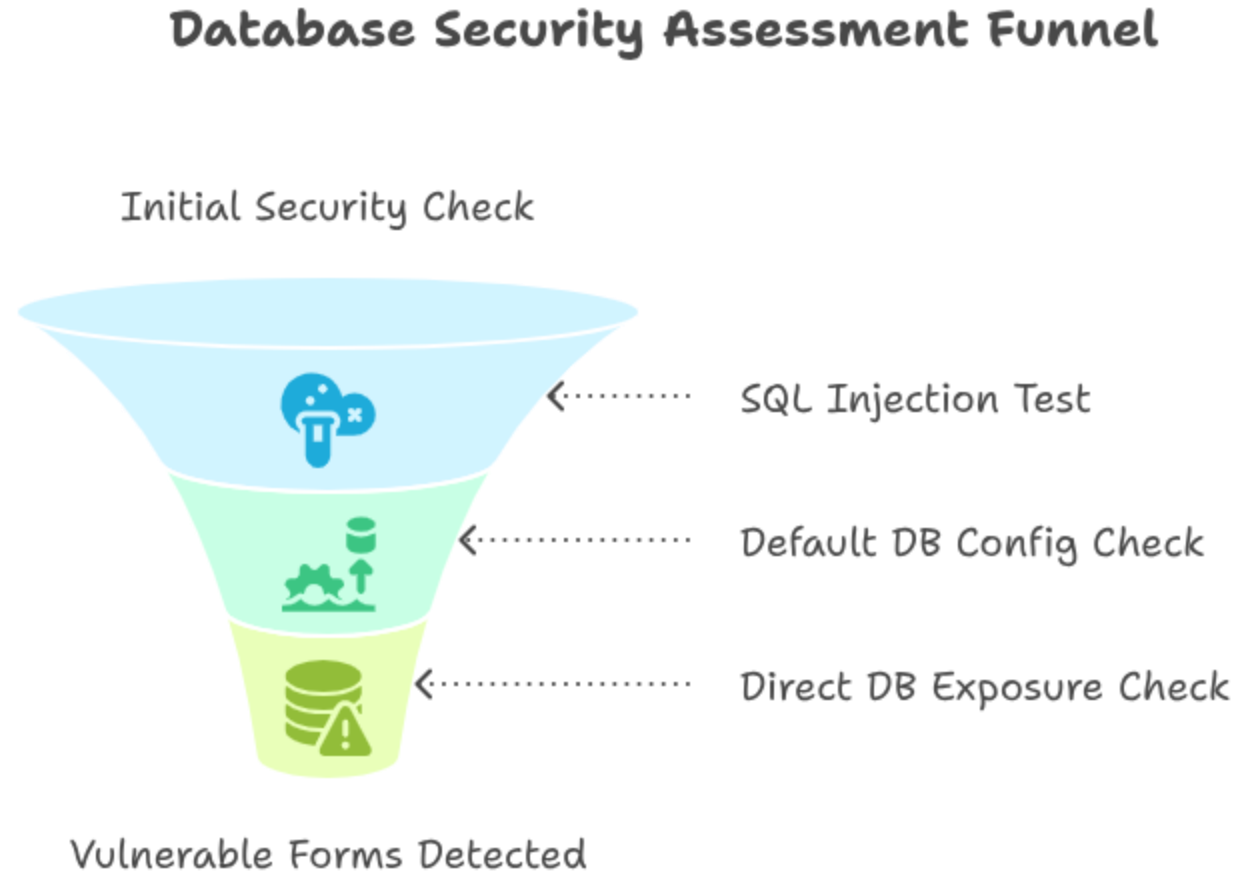 Database Security Assessment Funnel
Initial Security Check
SQL Injection Test
Default DB Config Check
Direct DB Exposure Check
Vulnerable Forms Detected